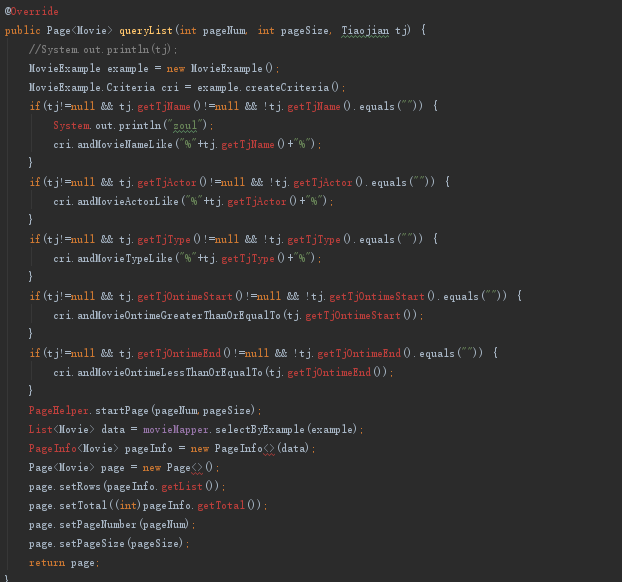 @Override
public Page<Movie> queryList(int pageNum, int pageSize, Tiaojian tj) {
//System.out.println(tj);
MovieExample example = new MovieExample();
MovieExample.Criteria cri = example.createCriteria();
if(tj!=null && tj.getTjName()!=null && !tj.getTjName().equals("")) {
System.out.println("zoul");
cri.andMovieNameLike("%"+tj.getTjName()+"%");
}
if(tj!=null && tj.getTjActor()!=null && !tj.getTjActor().equals("")) {
cri.andMovieActorLike("%"+tj.getTjActor()+"%");
}
if(tj!=null && tj.getTjType()!=null && !tj.getTjType().equals("")) {
cri.andMovieTypeLike("%"+tj.getTjType()+"%");
}
if(tj!=null && tj.getTjOntimeStart()!=null && !tj.getTjOntimeStart().equals("")) {
cri.andMovieOntimeGreaterThanOrEqualTo(tj.getTjOntimeStart());
}
if(tj!=null && tj.getTjOntimeEnd()!=null && !tj.getTjOntimeEnd().equals("")) {
cri.andMovieOntimeLessThanOrEqualTo(tj.getTjOntimeEnd());
}
PageHelper.startPage(pageNum,pageSize);
List<Movie> data = movieMapper.selectByExample(example);
PageInfo<Movie> pageInfo = new PageInfo<>(data);
Page<Movie> page = new Page<>();
page.setRows(pageInfo.getList());
page.setTotal((int)pageInfo.getTotal());
page.setPageNumber(pageNum);
page.setPageSize(pageSize);
return page;
}